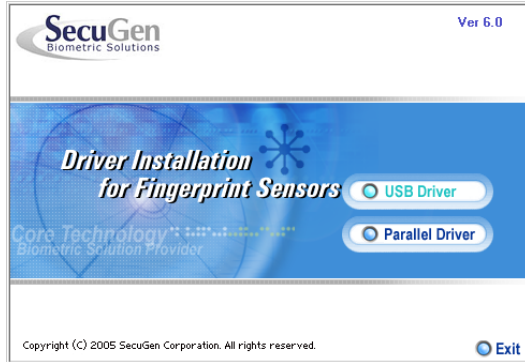 SecuGen
Biometric Solutions
Ver 6.0
Driver Installation
for Fingerprint Sensors
USB Driver
Core Technology
Biometric Solution Provider
Parallel Driver
Copyright (C) 2005 SecuGen Corporation. All rights reserved.
Exit